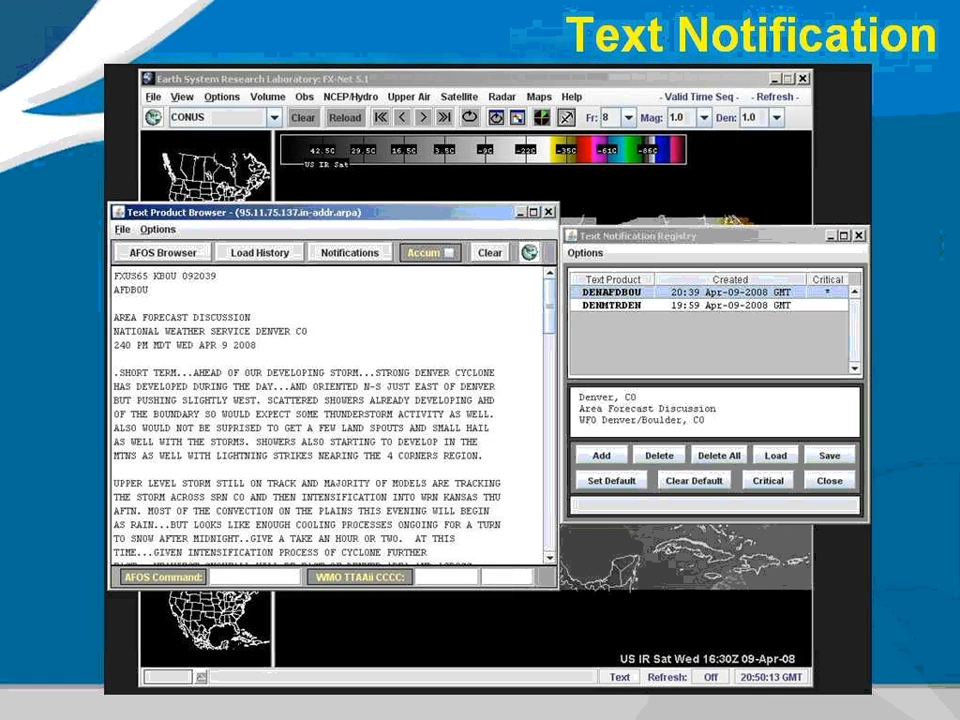 Text Notification
Earth System Research Laboratory: FX-Net 5.1
File View Options Volume Obs NCEP/Hydro Upper Air Satellite Radar Maps Help - Valid Time Seq - - Refresh -
CONUS Clear Reload Fr: 8 Mag: 1.0 Den: 1.0
42.5C 29.5C 16.5C 3.5C -9C -22C -35C -61C -86C
US IR Sat
Text Product Browser - (95.11.75.137.in-addr.arpa)
File Options
AFOS Browser Load History Notifications Accum Clear
FXUS65 KBOU 092039
AFDBOU
AREA FORECAST DISCUSSION
NATIONAL WEATHER SERVICE DENVER CO
240 PM MDT WED APR 9 2008
.SHORT TERM...AHEAD OF OUR DEVELOPING STORM...STRONG DENVER CYCLONE
HAS DEVELOPED DURING THE DAY...AND ORIENTED N-S JUST EAST OF DENVER
BUT PUSHING SLIGHTLY WEST. SCATTERED SHOWERS ALREADY DEVELOPING AHD
OF THE BOUNDARY SO WOULD EXPECT SOME THUNDERSTORM ACTIVITY AS WELL.
ALSO WOULD NOT BE SUPRISED TO GET A FEW LAND SPOUTS AND SMALL HAIL
AS WELL WITH THE STORMS. SHOWERS ALSO STARTING TO DEVELOP IN THE
MTNS AS WELL WITH LIGHTNING STRIKES NEARING THE 4 CORNERS REGION.
UPPER LEVEL STORM STILL ON TRACK AND MAJORITY OF MODELS ARE TRACKING
THE STORM ACROSS SRN CO AND THEN INTENSIFICATION INTO WRN KANSAS THU
AFTN. MOST OF THE CONVECTION ON THE PLAINS THIS EVENING WILL BEGIN
AS RAIN...BUT LOOKS LIKE ENOUGH COOLING PROCESSES ONGOING FOR A TURN
TO SNOW AFTER MIDNIGHT..GIVE A TAKE AN HOUR OR TWO. AT THIS
TIME...GIVEN INTENSIFICATION PROCESS OF CYCLONE FURTHER
AFOS Command: WMO TTAAii CCCC:
Text Notification Registry
Options
Text Product Created Critical
DENAFDBOU 20:39 Apr-09-2008 GMT *
DENMTRDEN 19:59 Apr-09-2008 GMT
Denver, CO
Area Forecast Discussion
WFO Denver/Boulder, CO
Add Delete Delete All Load Save
Set Default Clear Default Critical Close
US IR Sat Wed 16:30Z 09-Apr-08
Text Refresh: Off 20:50:13 GMT